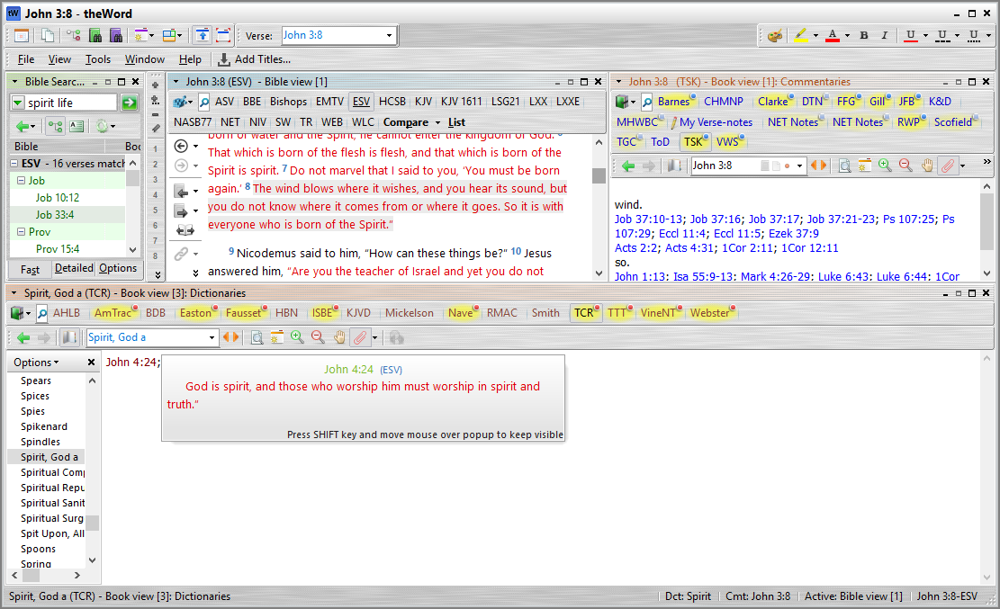 tW John 3:8 - theWord
Verse: John 3:8
File View Tools Window Help Add Titles...
Bible Searc...
spirit life
Bible Boo
ESV - 16 verses match
Job
Job 10:12
Job 33:4
Prov
Prov 15:4
Fast Detailed Options
1
2
3
4
5
6
7
8
John 3:8 (ESV) - Bible view [1]
ASV BBE Bishops EMTV ESV HCSB KJV KJV 1611 LSG21 LXX LXXE
NASB77 NET NIV SW TR WEB WLC Compare List
born of water and the Spirit, he cannot enter the kingdom of God.
That which is born of the flesh is flesh, and that which is born of the
Spirit is spirit. 7 Do not marvel that I said to you, ‘You must be born
again.’ 8 The wind blows where it wishes, and you hear its sound, but
you do not know where it comes from or where it goes. So it is with
everyone who is born of the Spirit.”
9 Nicodemus said to him, “How can these things be?” 10 Jesus
answered him, “Are you the teacher of Israel and yet you do not
John 3:8 (TSK) - Book view [1]: Commentaries
Barnes CHMNP Clarke DTN FFG Gill JFB K&D
MHWBC My Verse-notes NET Notes NET Notes RWP Scofield
TGC ToD TSK VWS
John 3:8
wind.
Job 37:10-13; Job 37:16; Job 37:17; Job 37:21-23; Ps 107:25; Ps
107:29; Eccl 11:4; Eccl 11:5; Ezek 37:9
Acts 2:2; Acts 4:31; 1Cor 2:11; 1Cor 12:11
so.
John 1:13; Isa 55:9-13; Mark 4:26-29; Luke 6:43; Luke 6:44; 1Cor
Spirit, God a (TCR) - Book view [3]: Dictionaries
AHLB AmTrac BDB Easton Fausset HBN ISBE KJVD Mickelson Nave RMAC Smith TCR TTT VineNT Webster
Spirit, God a
Options
Spears
Spices
Spies
Spikenard
Spindles
Spirit, God a
Spiritual Comp
Spiritual Repu
Spiritual Sanit
Spiritual Surg
Spit Upon, All
Spoons
Spring
John 4:24;
John 4:24 (ESV)
God is spirit, and those who worship him must worship in spirit and
truth.”
Press SHIFT key and move mouse over popup to keep visible
Spirit, God a (TCR) - Book view [3]: Dictionaries Dct: Spirit Cmt: John 3:8 Active: Bible view [1] John 3:8-ESV